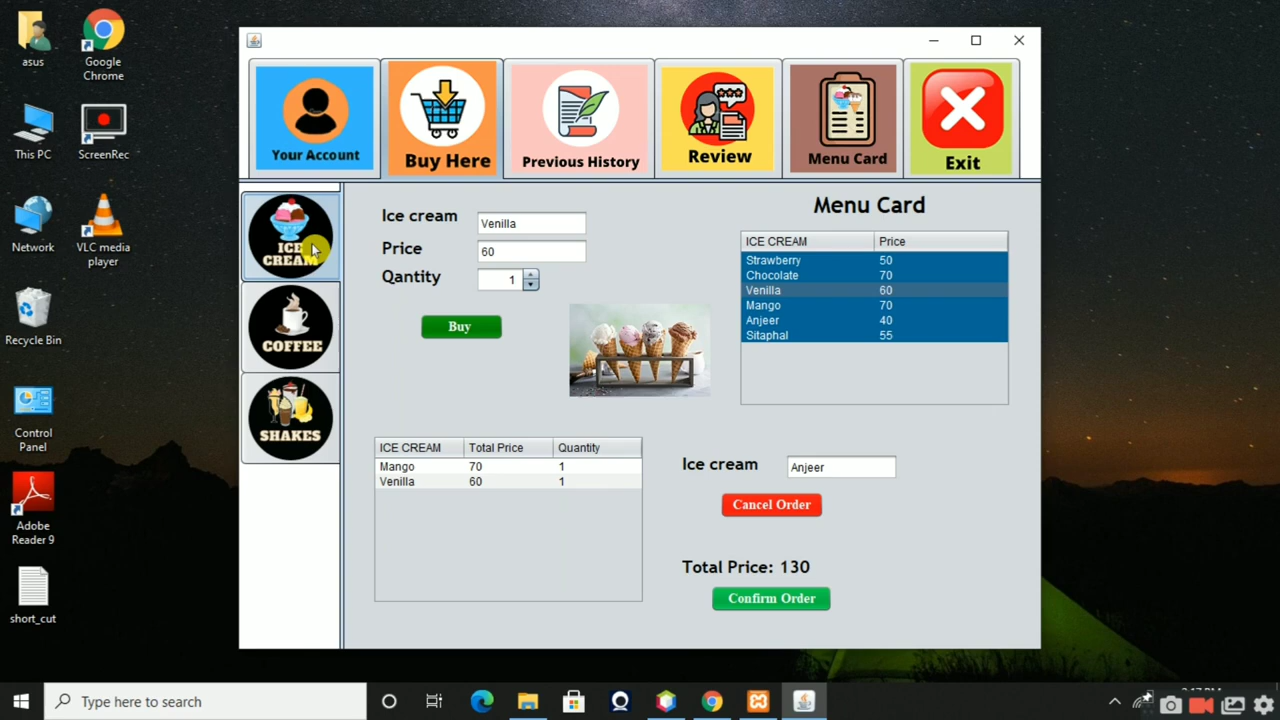 asus
Google
Chrome
This PC
ScreenRec
Network
VLC media
player
Recycle Bin
Control
Panel
Adobe
Reader 9
short_cut
Your Account
Buy Here
Previous History
Review
Menu Card
Exit
ICE
CREAM
COFFEE
SHAKES
Ice cream
Venilla
Price
60
Qantity
1
Buy
Menu Card
ICE CREAM Price
Strawberry 50
Chocolate 70
Venilla 60
Mango 70
Anjeer 40
Sitaphal 55
ICE CREAM Total Price Quantity
Mango 70 1
Venilla 60 1
Ice cream
Anjeer
Cancel Order
Total Price: 130
Confirm Order
Type here to search